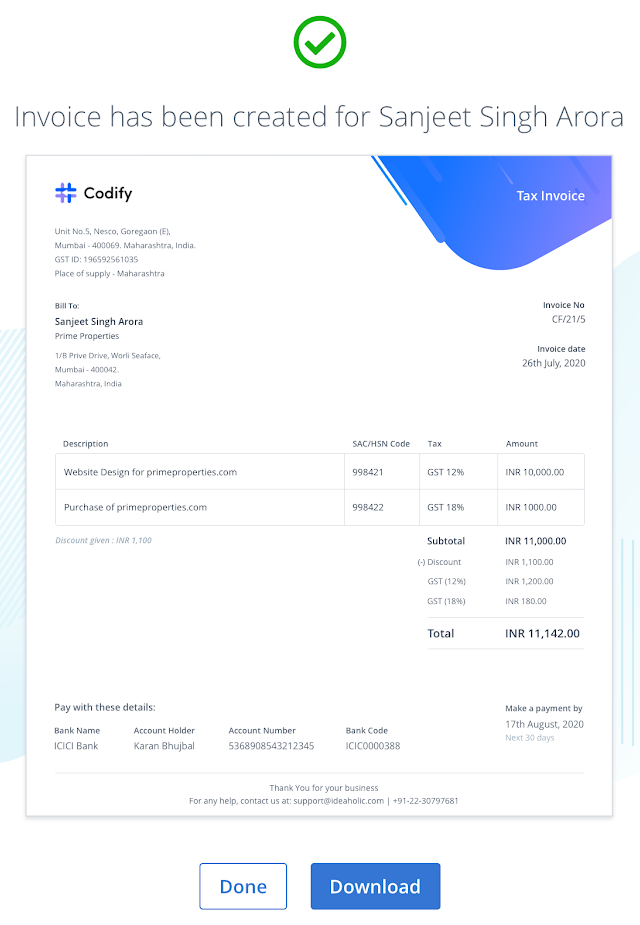 Invoice has been created for Sanjeet Singh Arora
Codify
Tax Invoice
Unit No.5, Nesco, Goregaon (E),
Mumbai - 400069. Maharashtra, India.
GST ID: 196592561035
Place of supply - Maharashtra
Bill To:
Sanjeet Singh Arora
Prime Properties
1/B Prive Drive, Worli Seaface,
Mumbai - 400042.
Maharashtra, India
Invoice No
CF/21/5
Invoice date
26th July, 2020
Description SAC/HSN Code Tax Amount
Website Design for primeproperties.com 998421 GST 12% INR 10,000.00
Purchase of primeproperties.com 998422 GST 18% INR 1000.00
Discount given : INR 1,100
Subtotal INR 11,000.00
(-) Discount INR 1,100.00
GST (12%) INR 1,200.00
GST (18%) INR 180.00
Total INR 11,142.00
Pay with these details:
Bank Name Account Holder Account Number Bank Code
ICICI Bank Karan Bhujbal 5368908543212345 ICIC0000388
Make a payment by
17th August, 2020
Next 30 days
Thank You for your business
For any help, contact us at: support@ideaholic.com | +91-22-30797681
Done
Download